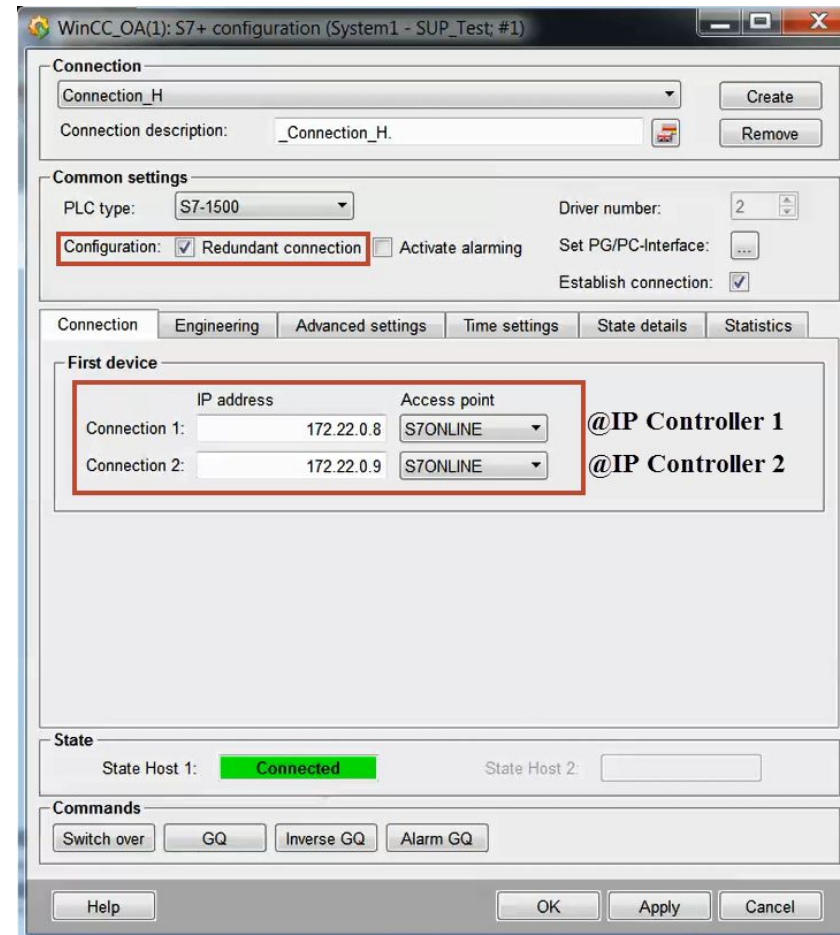 WinCC_OA(1): S7+ configuration (System1 - SUP_Test; #1)
Connection
Connection_H Create
Connection description: _Connection_H. Remove
Common settings
PLC type: S7-1500 Driver number: 2
Configuration: Redundant connection Activate alarming Set PG/PC-Interface: ...
Establish connection:
Connection Engineering Advanced settings Time settings State details Statistics
First device
IP address Access point
Connection 1: 172.22.0.8 S7ONLINE @IP Controller 1
Connection 2: 172.22.0.9 S7ONLINE @IP Controller 2
State
State Host 1: Connected State Host 2:
Commands
Switch over GQ Inverse GQ Alarm GQ
Help OK Apply Cancel